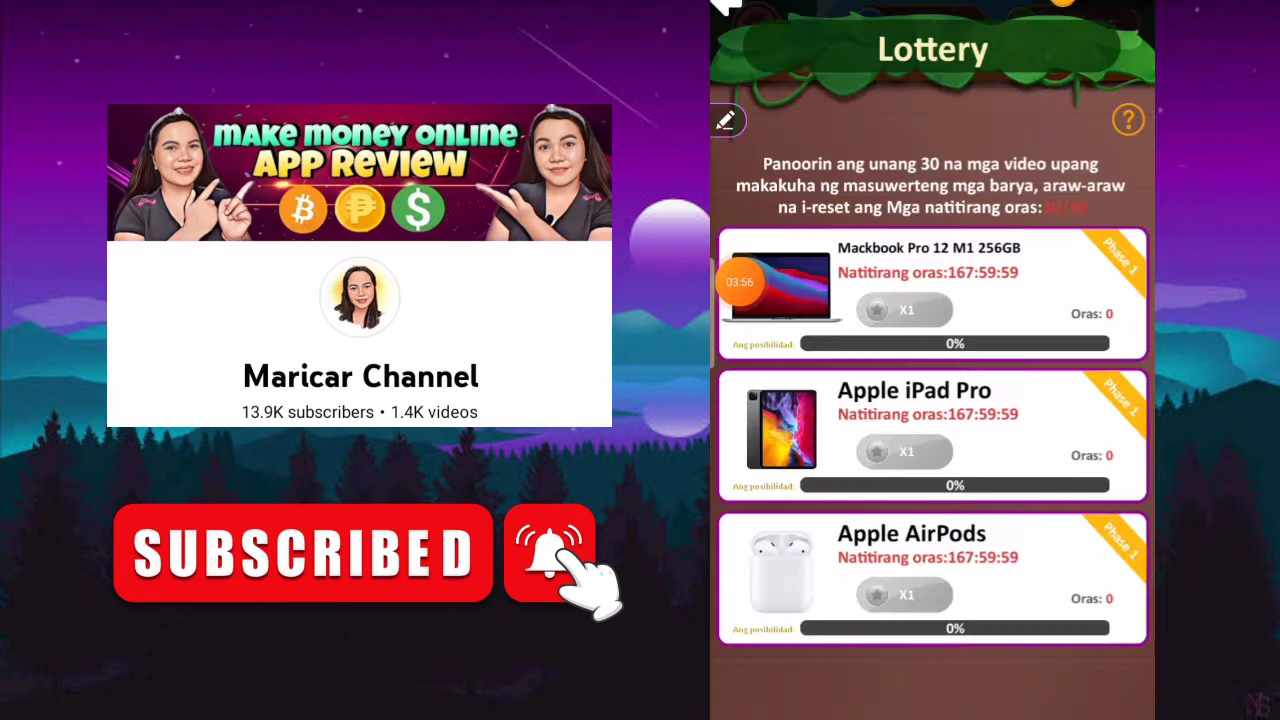 MAKE MONEY ONLINE
APP REVIEW
Maricar Channel
13.9K subscribers • 1.4K videos
SUBSCRIBED
Lottery
?
Panoorin ang unang 30 na mga video upang
makakuha ng masuwerteng mga barya, araw-araw
na i-reset ang Mga natitirang oras:
Mackbook Pro 12 M1 256GB
Phase 1
Natitirang oras:167:59:59
03:56
X1
Oras: 0
Ang posibilidad:
0%
Apple iPad Pro
Phase 1
Natitirang oras:167:59:59
X1
Oras: 0
Ang posibilidad:
0%
Apple AirPods
Phase 1
Natitirang oras:167:59:59
X1
Oras: 0
Ang posibilidad:
0%